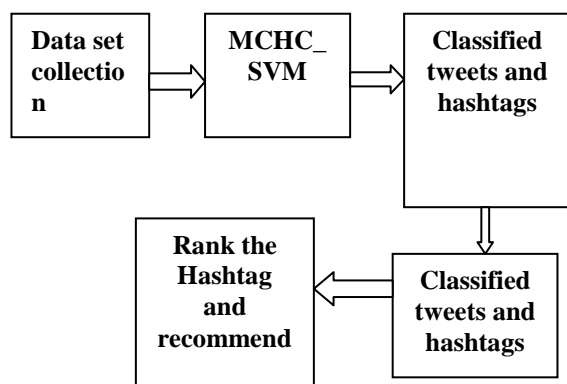 Data set
collectio
n
MCHC_
SVM
Classified
tweets and
hashtags
Classified
tweets and
hashtags
Rank the
Hashtag
and
recommend